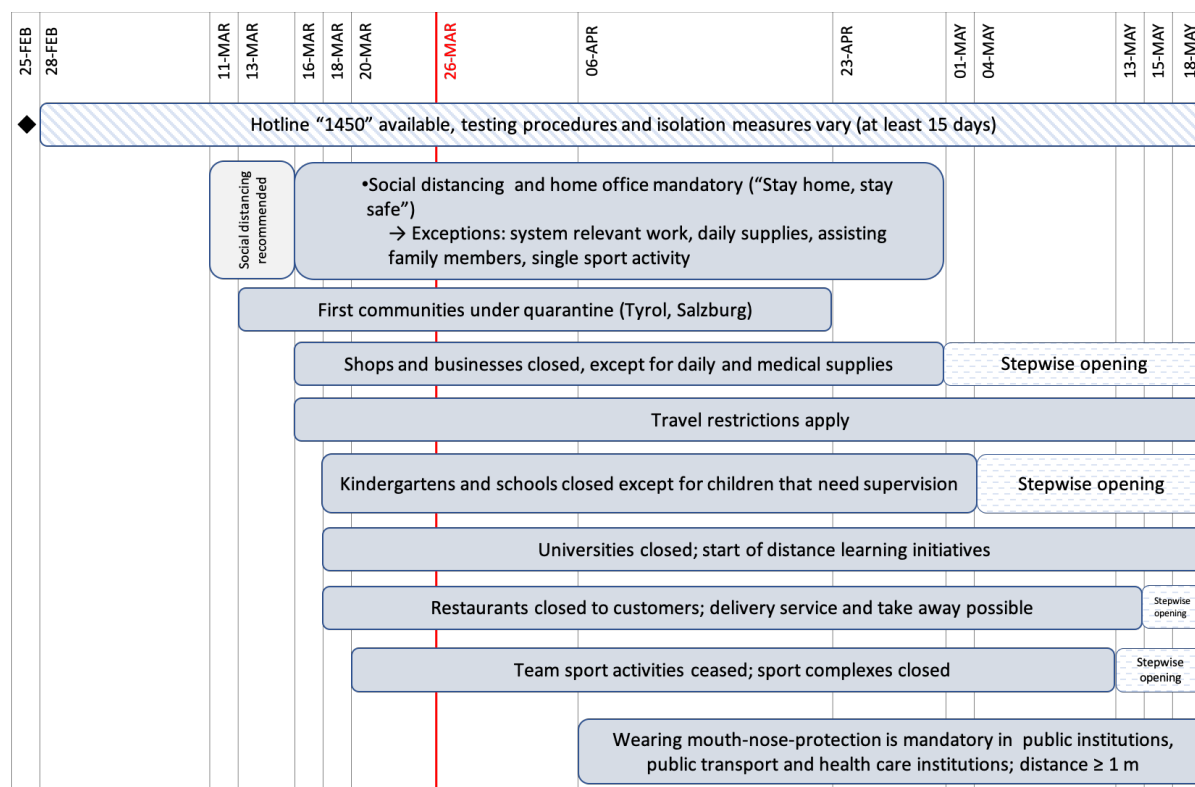 25-FEB
28-FEB
11-MAR
13-MAR
16-MAR
18-MAR
20-MAR
26-MAR
06-APR
23-APR
01-MAY
04-MAY
13-MAY
15-MAY
18-MAY
Hotline “1450” available, testing procedures and isolation measures vary (at least 15 days)
Social distancing
recommended
•Social distancing and home office mandatory (“Stay home, stay
safe”)
→ Exceptions: system relevant work, daily supplies, assisting
family members, single sport activity
First communities under quarantine (Tyrol, Salzburg)
Shops and businesses closed, except for daily and medical supplies
Stepwise opening
Travel restrictions apply
Kindergartens and schools closed except for children that need supervision
Stepwise opening
Universities closed; start of distance learning initiatives
Restaurants closed to customers; delivery service and take away possible
Stepwise
opening
Team sport activities ceased; sport complexes closed
Stepwise
opening
Wearing mouth-nose-protection is mandatory in public institutions,
public transport and health care institutions; distance ≥ 1 m